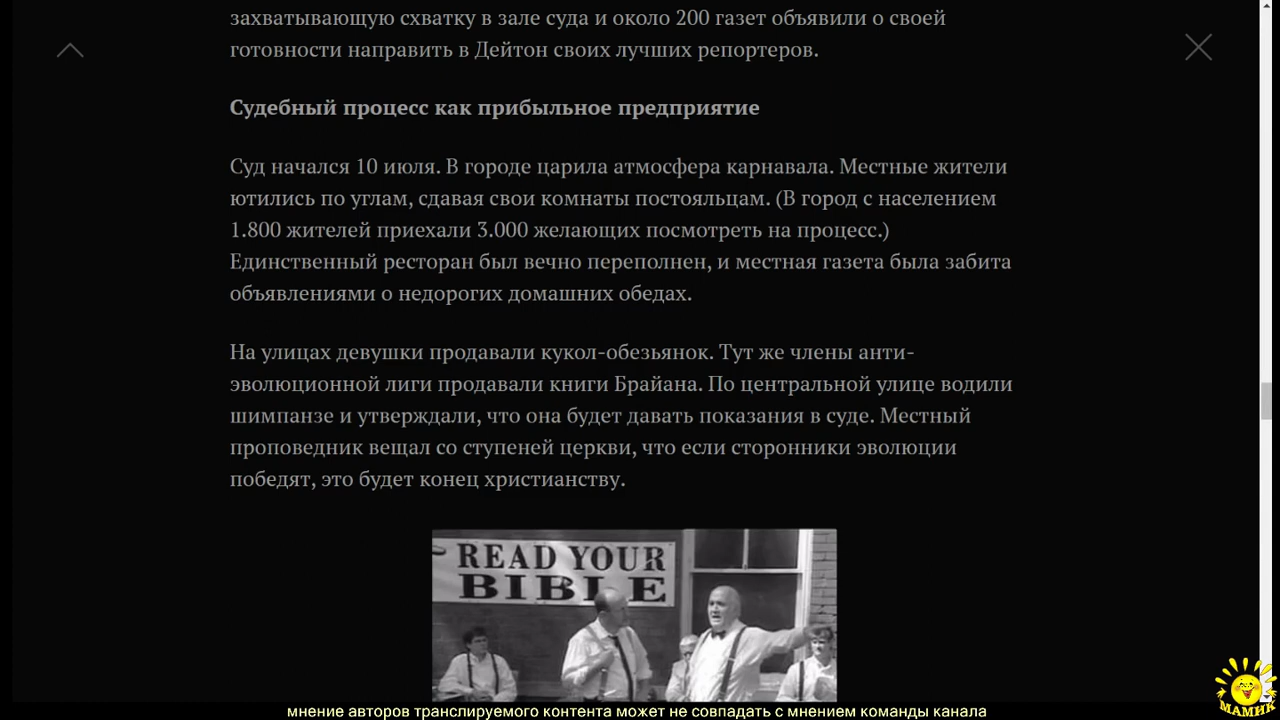 захватывающую схватку в зале суда и около 200 газет объявили о своей
готовности направить в Дейтон своих лучших репортеров.
Судебный процесс как прибыльное предприятие
Суд начался 10 июля. В городе царила атмосфера карнавала. Местные жители
ютились по углам, сдавая свои комнаты постояльцам. (В город с населением
1.800 жителей приехали 3.000 желающих посмотреть на процесс.)
Единственный ресторан был вечно переполнен, и местная газета была забита
объявлениями о недорогих домашних обедах.
На улицах девушки продавали кукол-обезьянок. Тут же члены анти-
эволюционной лиги продавали книги Брайана. По центральной улице водили
шимпанзе и утверждали, что она будет давать показания в суде. Местный
проповедник вещал со ступеней церкви, что если сторонники эволюции
победят, это будет конец христианству.
READ YOUR
BIBLE
МАМИК
мнение авторов транслируемого контента может не совпадать с мнением команды канала